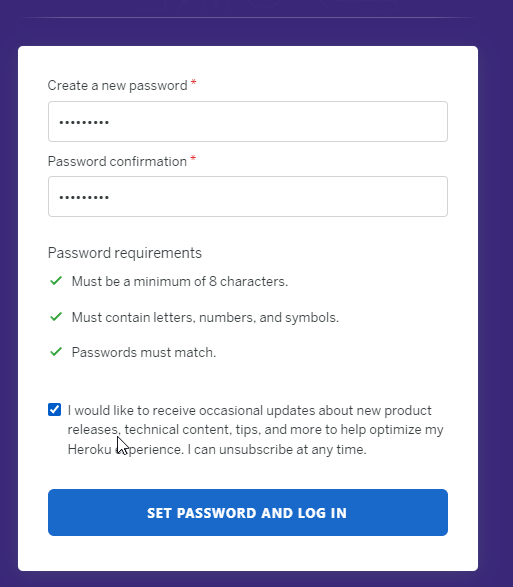 Create a new password *
•••••••••
Password confirmation *
•••••••••
Password requirements
Must be a minimum of 8 characters.
Must contain letters, numbers, and symbols.
Passwords must match.
I would like to receive occasional updates about new product
releases, technical content, tips, and more to help optimize my
Heroku experience. I can unsubscribe at any time.
SET PASSWORD AND LOG IN